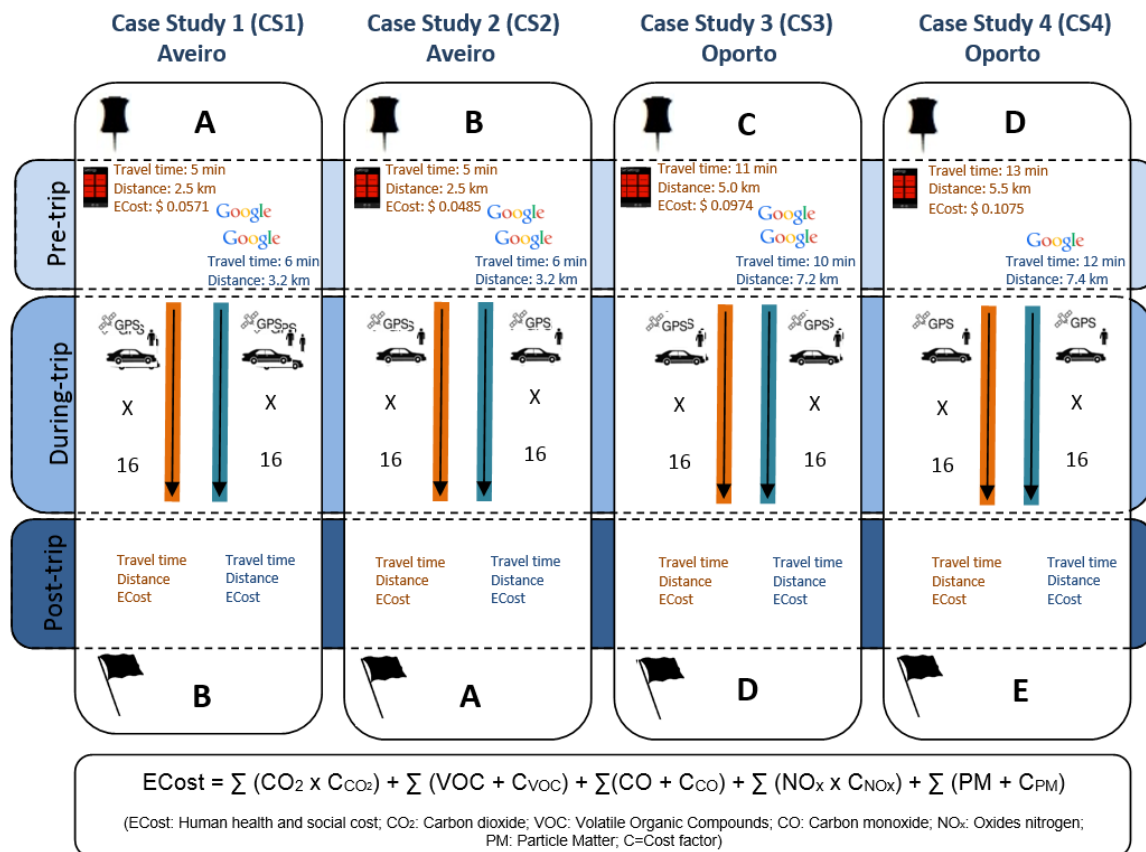 Case Study 1 (CS1)
Aveiro
Case Study 2 (CS2)
Aveiro
Case Study 3 (CS3)
Oporto
Case Study 4 (CS4)
Oporto
A
B
C
D
Pre-trip
Travel time: 5 min
Distance: 2.5 km
ECost: $ 0.0571
Google
Google
Travel time: 6 min
Distance: 3.2 km
Travel time: 5 min
Distance: 2.5 km
ECost: $ 0.0485
Google
Google
Travel time: 6 min
Distance: 3.2 km
Travel time: 11 min
Distance: 5.0 km
ECost: $ 0.0974
Google
Google
Travel time: 10 min
Distance: 7.2 km
Travel time: 13 min
Distance: 5.5 km
ECost: $ 0.1075
Google
Travel time: 12 min
Distance: 7.4 km
During-trip
GPS
X
16
GPS
X
16
GPS
X
16
GPS
X
16
GPS
X
16
GPS
X
16
GPS
X
16
GPS
X
16
Post-trip
Travel time
Distance
ECost
Travel time
Distance
ECost
Travel time
Distance
ECost
Travel time
Distance
ECost
Travel time
Distance
ECost
Travel time
Distance
ECost
Travel time
Distance
ECost
Travel time
Distance
ECost
B
A
D
E
ECost = ∑ (CO₂ x C_CO₂) + ∑ (VOC + C_VOC) + ∑(CO + C_CO) + ∑ (NOₓ x C_NOx) + ∑ (PM + C_PM)
(ECost: Human health and social cost; CO₂: Carbon dioxide; VOC: Volatile Organic Compounds; CO: Carbon monoxide; NOₓ: Oxides nitrogen;
PM: Particle Matter; C=Cost factor)